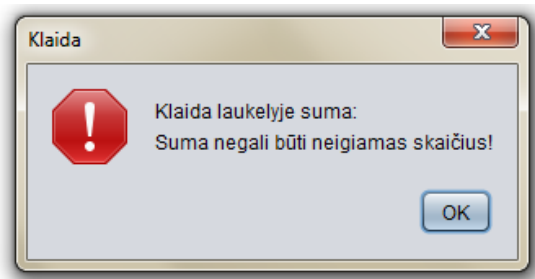 Klaida
Klaida laukelyje suma:
Suma negali būti neigiamas skaičius!
OK